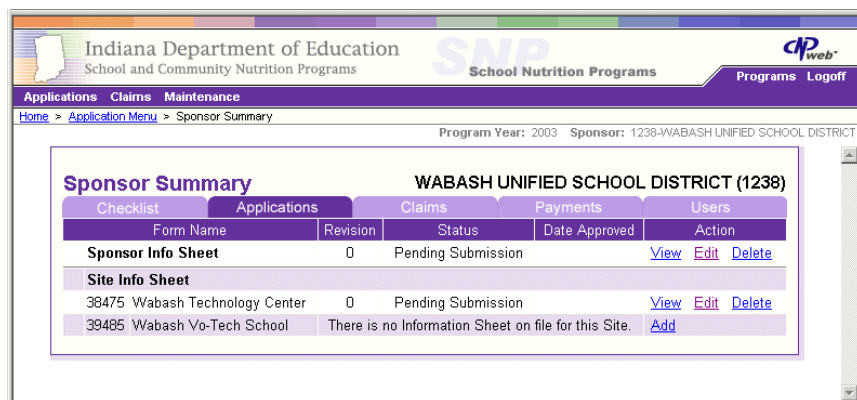 Indiana Department of Education
School and Community Nutrition Programs
SNP
School Nutrition Programs
CNPweb
Programs Logoff
Applications Claims Maintenance
Home > Application Menu > Sponsor Summary
Program Year: 2003 Sponsor: 1238-WABASH UNIFIED SCHOOL DISTRICT
Sponsor Summary WABASH UNIFIED SCHOOL DISTRICT (1238)
Checklist Applications Claims Payments Users
Form Name Revision Status Date Approved Action
Sponsor Info Sheet 0 Pending Submission View Edit Delete
Site Info Sheet
38475 Wabash Technology Center 0 Pending Submission View Edit Delete
39485 Wabash Vo-Tech School There is no Information Sheet on file for this Site. Add